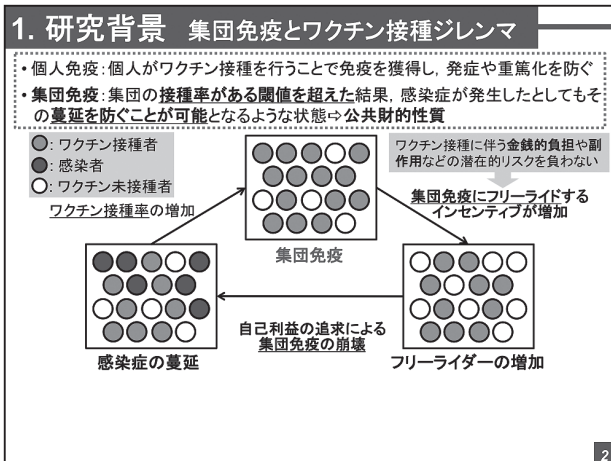 1. 研究背景 集団免疫とワクチン接種ジレンマ
・個人免疫：個人がワクチン接種を行うことで免疫を獲得し，発症や重篤化を防ぐ
・集団免疫：集団の接種率がある閾値を超えた結果，感染症が発生したとしてもそ
の蔓延を防ぐことが可能となるような状態⇨公共財的性質
：ワクチン接種者
：感染者
：ワクチン未接種者
ワクチン接種率の増加
集団免疫
ワクチン接種に伴う金銭的負担や副
作用などの潜在的リスクを負わない
集団免疫にフリーライドする
インセンティブが増加
自己利益の追求による
集団免疫の崩壊
感染症の蔓延
フリーライダーの増加
2